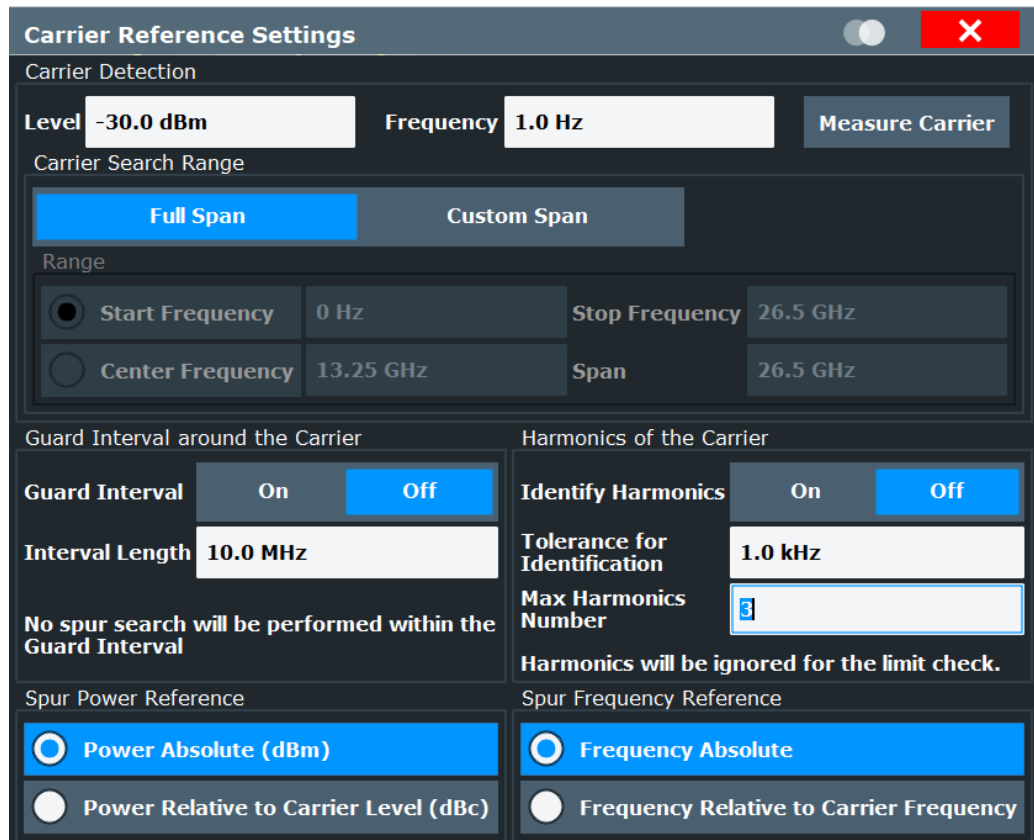 Carrier Reference Settings
Carrier Detection
Level -30.0 dBm Frequency 1.0 Hz Measure Carrier
Carrier Search Range
Full Span Custom Span
Range
Start Frequency 0 Hz Stop Frequency 26.5 GHz
Center Frequency 13.25 GHz Span 26.5 GHz
Guard Interval around the Carrier
Guard Interval On Off
Interval Length 10.0 MHz
No spur search will be performed within the
Guard Interval
Harmonics of the Carrier
Identify Harmonics On Off
Tolerance for
Identification 1.0 kHz
Max Harmonics
Number 3
Harmonics will be ignored for the limit check.
Spur Power Reference
Power Absolute (dBm)
Power Relative to Carrier Level (dBc)
Spur Frequency Reference
Frequency Absolute
Frequency Relative to Carrier Frequency